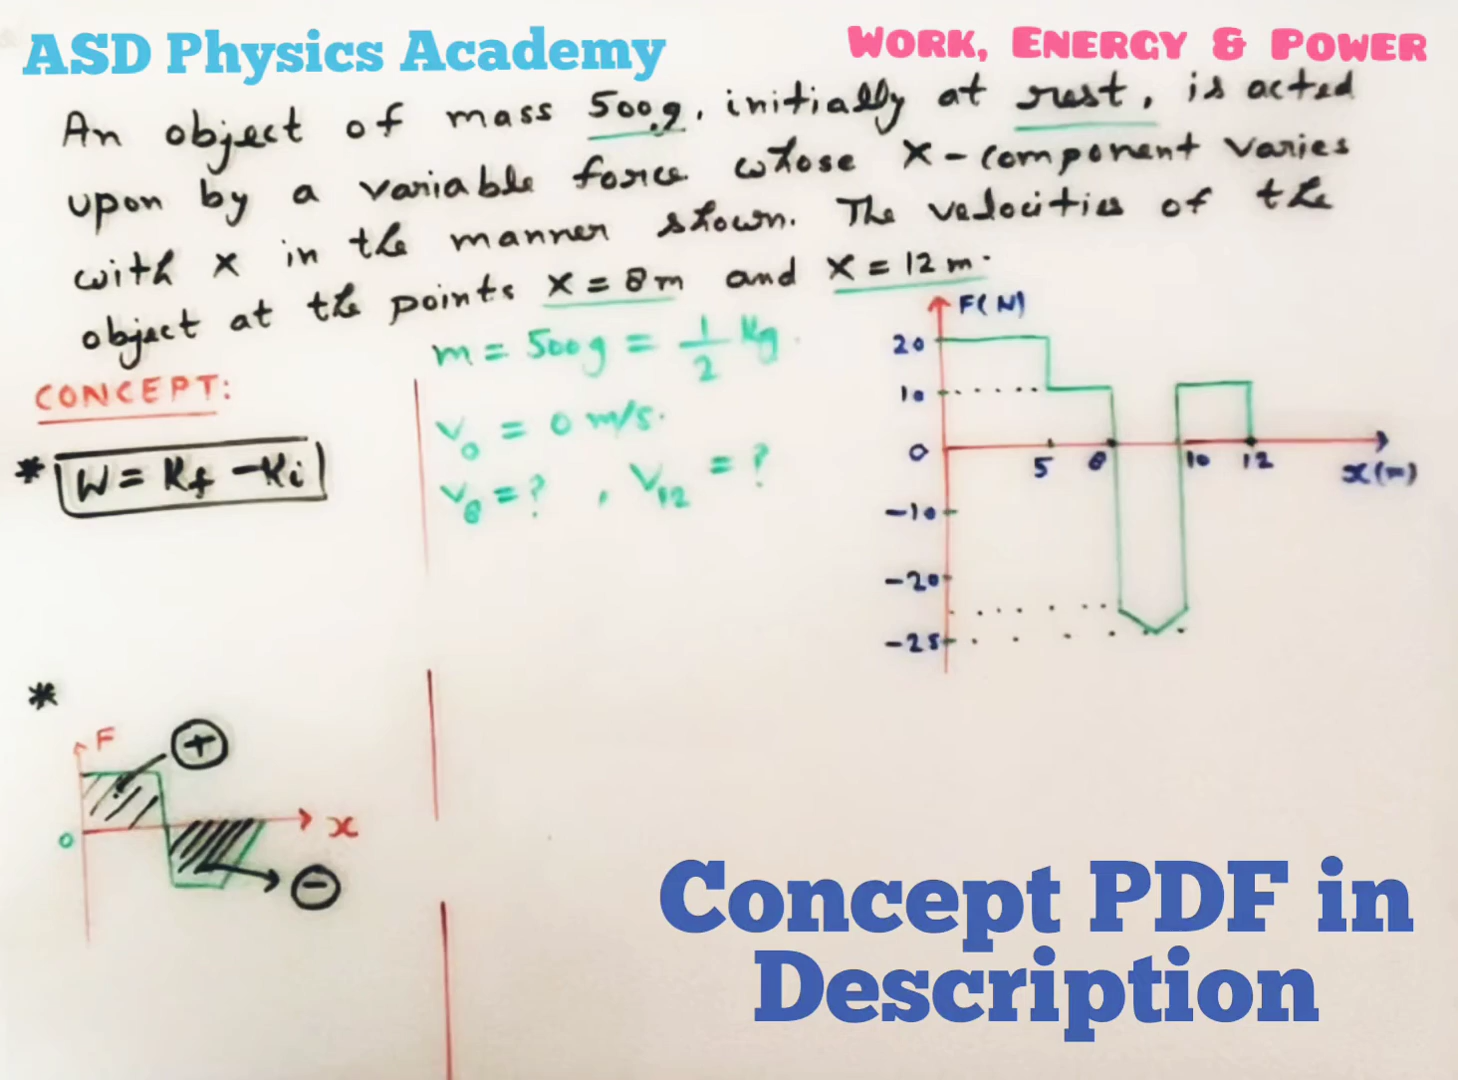 ASD Physics Academy
WORK, ENERGY & POWER
An object of mass 500g, initially at rest, is acted
upon by a variable force whose x-component varies
with x in the manner shown. The velocities of the
object at the points x = 8m and x = 12m.
m = 500g = 1/2 kg.
CONCEPT:
v₀ = 0 m/s.
* W = Kf - Ki
v₈ = ? , v₁₂ = ?
F(N)
20
10
0
5 8 10 12
x(m)
-10
-20
-25
*
F
+
0
x
-
Concept PDF in
Description